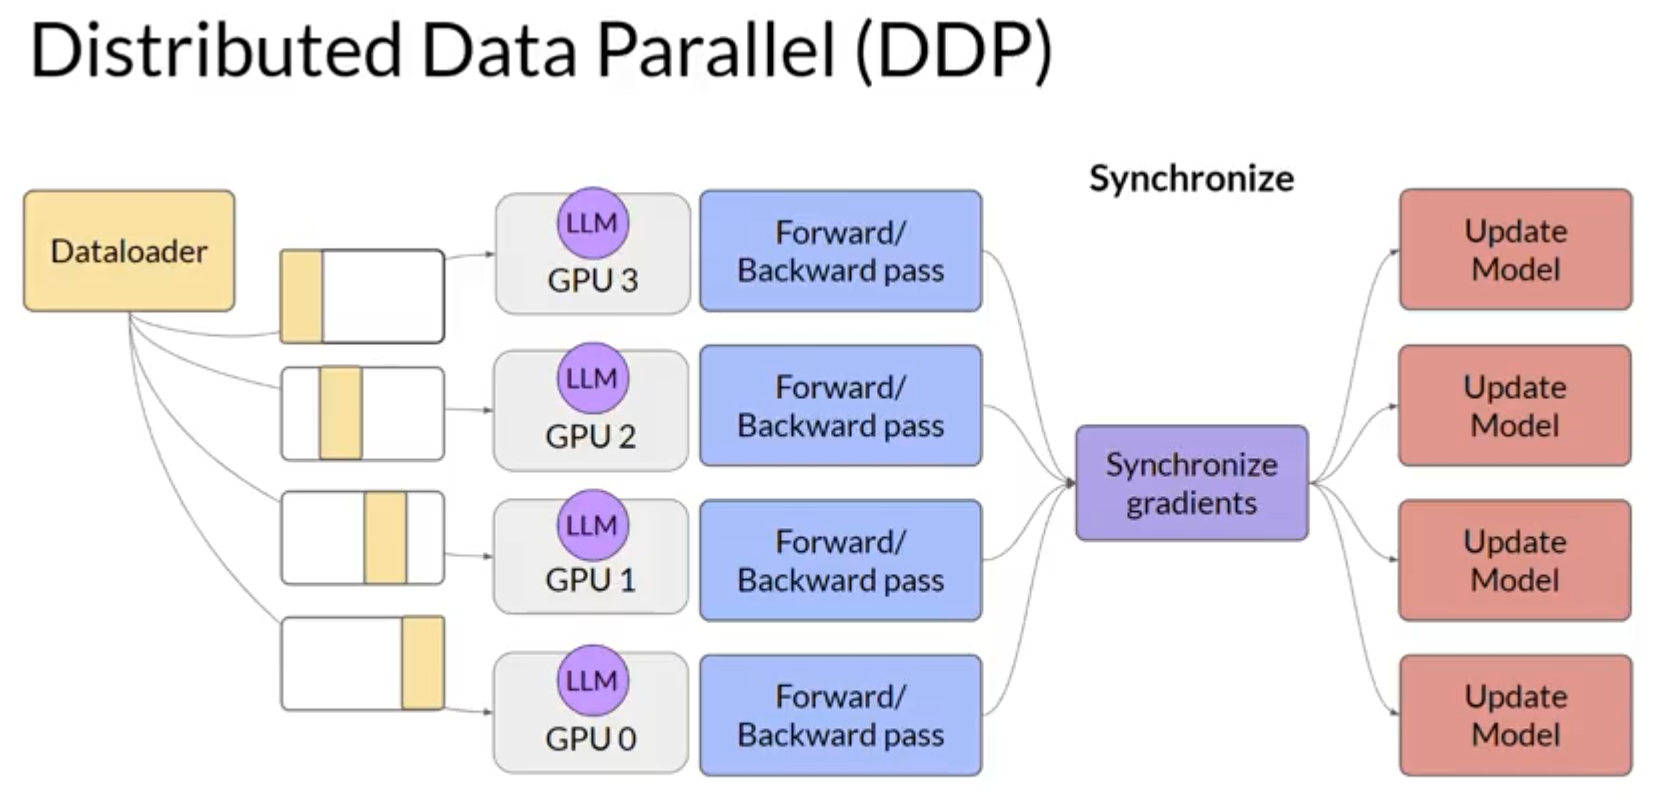 Distributed Data Parallel (DDP)
Synchronize
Dataloader
LLM
GPU 3
Forward/
Backward pass
Update
Model
LLM
GPU 2
Forward/
Backward pass
Update
Model
Synchronize
gradients
LLM
GPU 1
Forward/
Backward pass
Update
Model
LLM
GPU 0
Forward/
Backward pass
Update
Model